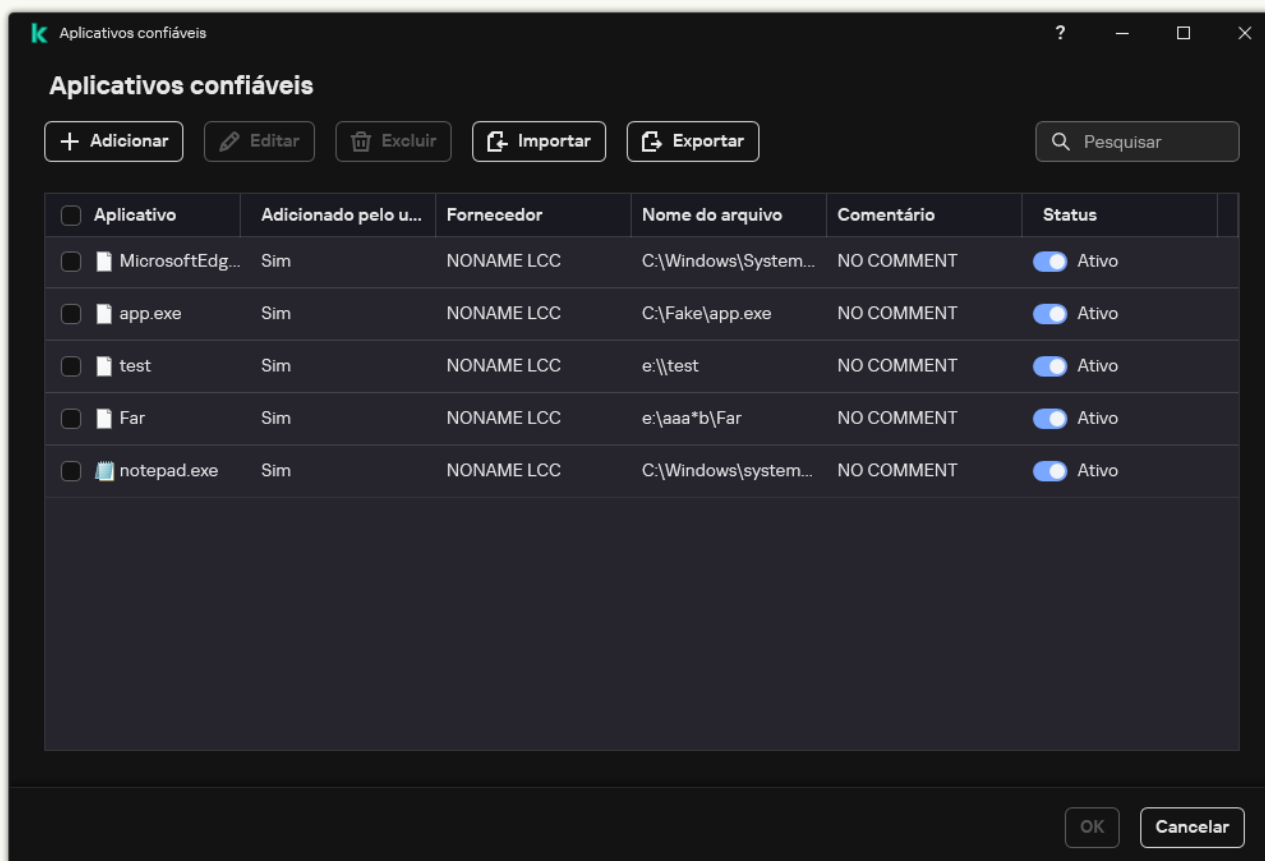 Aplicativos confiáveis
?
Aplicativos confiáveis
Adicionar Editar Excluir Importar Exportar Pesquisar
Aplicativo Adicionado pelo u... Fornecedor Nome do arquivo Comentário Status
MicrosoftEdg... Sim NONAME LCC C:\Windows\System... NO COMMENT Ativo
app.exe Sim NONAME LCC C:\Fake\app.exe NO COMMENT Ativo
test Sim NONAME LCC e:\\test NO COMMENT Ativo
Far Sim NONAME LCC e:\aaa*b\Far NO COMMENT Ativo
notepad.exe Sim NONAME LCC C:\Windows\system... NO COMMENT Ativo
OK Cancelar